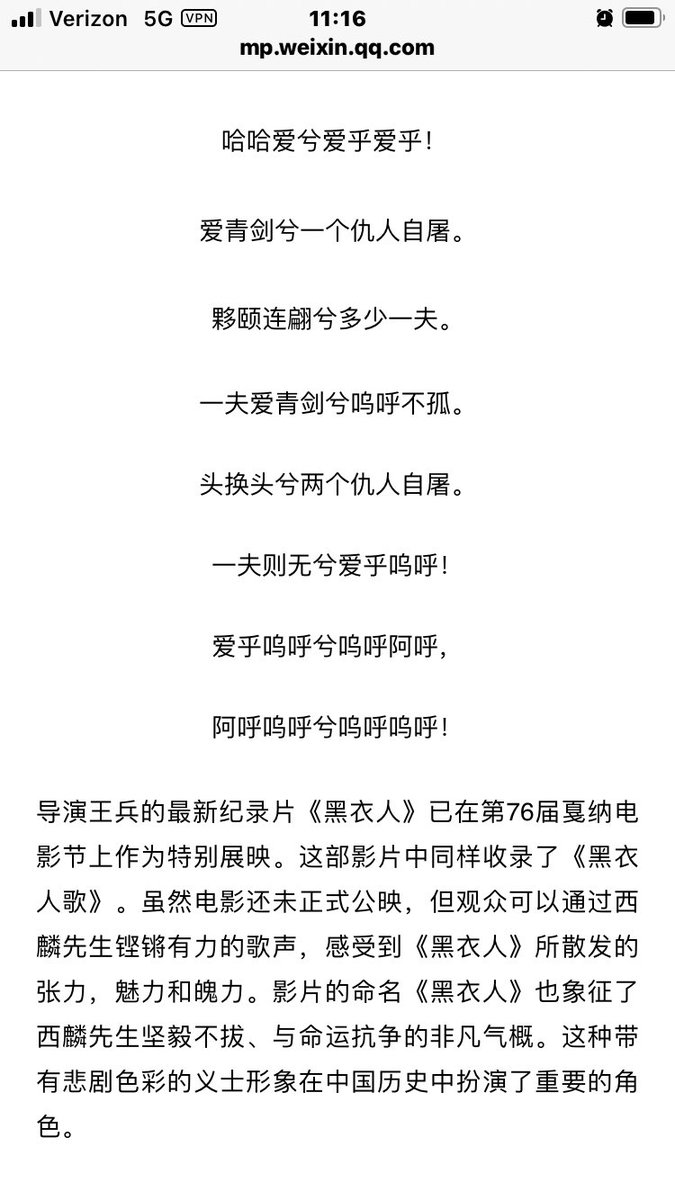 Verizon 5G VPN 11:16
mp.weixin.qq.com
哈哈爱兮爱乎爱乎！
爱青剑兮一个仇人自屠。
夥颐连翩兮多少一夫。
一夫爱青剑兮呜呼不孤。
头换头兮两个仇人自屠。
一夫则无兮爱乎呜呼！
爱乎呜呼兮呜呼阿呼，
阿呼呜呼兮呜呼呜呼！
导演王兵的最新纪录片《黑衣人》已在第76届戛纳电
影节上作为特别展映。这部影片中同样收录了《黑衣
人歌》。虽然电影还未正式公映，但观众可以通过西
麟先生铿锵有力的歌声，感受到《黑衣人》所散发的
张力，魅力和魄力。影片的命名《黑衣人》也象征了
西麟先生坚毅不拔、与命运抗争的非凡气概。这种带
有悲剧色彩的义士形象在中国历史中扮演了重要的角
色。